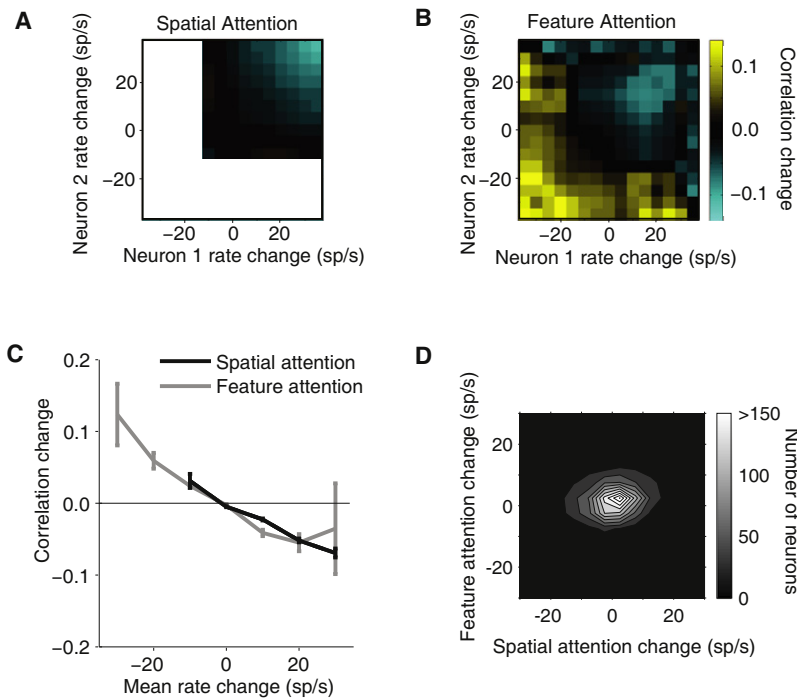 A
Spatial Attention
Neuron 2 rate change (sp/s)
20
0
−20
−20 0 20
Neuron 1 rate change (sp/s)
B
Feature Attention
Neuron 2 rate change (sp/s)
20
0
−20
−20 0 20
Neuron 1 rate change (sp/s)
0.1
0.0
−0.1
Correlation change
C
Spatial attention
Feature attention
Correlation change
0.2
0.1
0.0
−0.1
−0.2
−20 0 20
Mean rate change (sp/s)
D
Feature attention change (sp/s)
20
0
-20
-20 0 20
Spatial attention change (sp/s)
>150
100
50
0
Number of neurons